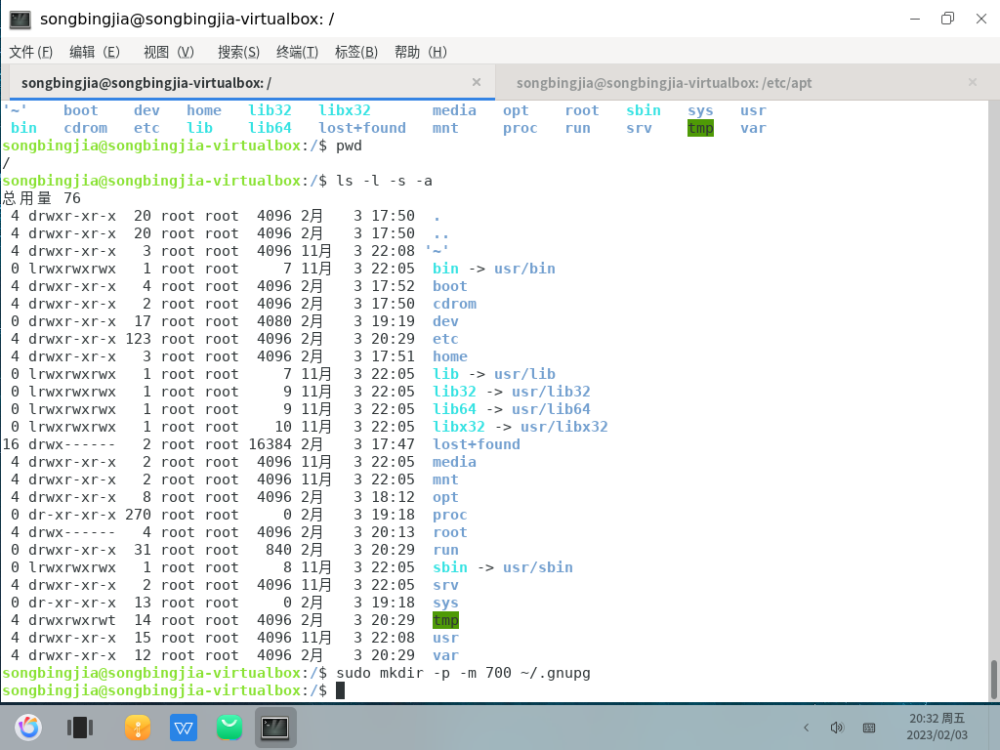 songbingjia@songbingjia-virtualbox: /
文件 (F) 编辑（E） 视图（V） 搜索(S) 终端(T) 标签(B) 帮助（H）
songbingjia@songbingjia-virtualbox: / × songbingjia@songbingjia-virtualbox: /etc/apt ×
'~' boot dev home lib32 libx32 media opt root sbin sys usr
bin cdrom etc lib lib64 lost+found mnt proc run srv tmp var
songbingjia@songbingjia-virtualbox:/$ pwd
/
songbingjia@songbingjia-virtualbox:/$ ls -l -s -a
总用量 76
4 drwxr-xr-x 20 root root 4096 2月 3 17:50 .
4 drwxr-xr-x 20 root root 4096 2月 3 17:50 ..
4 drwxr-xr-x 3 root root 4096 11月 3 22:08 '~'
0 lrwxrwxrwx 1 root root 7 11月 3 22:05 bin -> usr/bin
4 drwxr-xr-x 4 root root 4096 2月 3 17:52 boot
4 drwxr-xr-x 2 root root 4096 2月 3 17:50 cdrom
0 drwxr-xr-x 17 root root 4080 2月 3 19:19 dev
4 drwxr-xr-x 123 root root 4096 2月 3 20:29 etc
4 drwxr-xr-x 3 root root 4096 2月 3 17:51 home
0 lrwxrwxrwx 1 root root 7 11月 3 22:05 lib -> usr/lib
0 lrwxrwxrwx 1 root root 9 11月 3 22:05 lib32 -> usr/lib32
0 lrwxrwxrwx 1 root root 9 11月 3 22:05 lib64 -> usr/lib64
0 lrwxrwxrwx 1 root root 10 11月 3 22:05 libx32 -> usr/libx32
16 drwx------ 2 root root 16384 2月 3 17:47 lost+found
4 drwxr-xr-x 2 root root 4096 11月 3 22:05 media
4 drwxr-xr-x 2 root root 4096 11月 3 22:05 mnt
4 drwxr-xr-x 8 root root 4096 2月 3 18:12 opt
0 dr-xr-xr-x 270 root root 0 2月 3 19:18 proc
4 drwx------ 4 root root 4096 2月 3 20:13 root
0 drwxr-xr-x 31 root root 840 2月 3 20:29 run
0 lrwxrwxrwx 1 root root 8 11月 3 22:05 sbin -> usr/sbin
4 drwxr-xr-x 2 root root 4096 11月 3 22:05 srv
0 dr-xr-xr-x 13 root root 0 2月 3 19:18 sys
4 drwxrwxrwt 14 root root 4096 2月 3 20:29 tmp
4 drwxr-xr-x 15 root root 4096 11月 3 22:08 usr
4 drwxr-xr-x 12 root root 4096 2月 3 20:29 var
songbingjia@songbingjia-virtualbox:/$ sudo mkdir -p -m 700 ~/.gnupg
songbingjia@songbingjia-virtualbox:/$
20:32 周五
2023/02/03